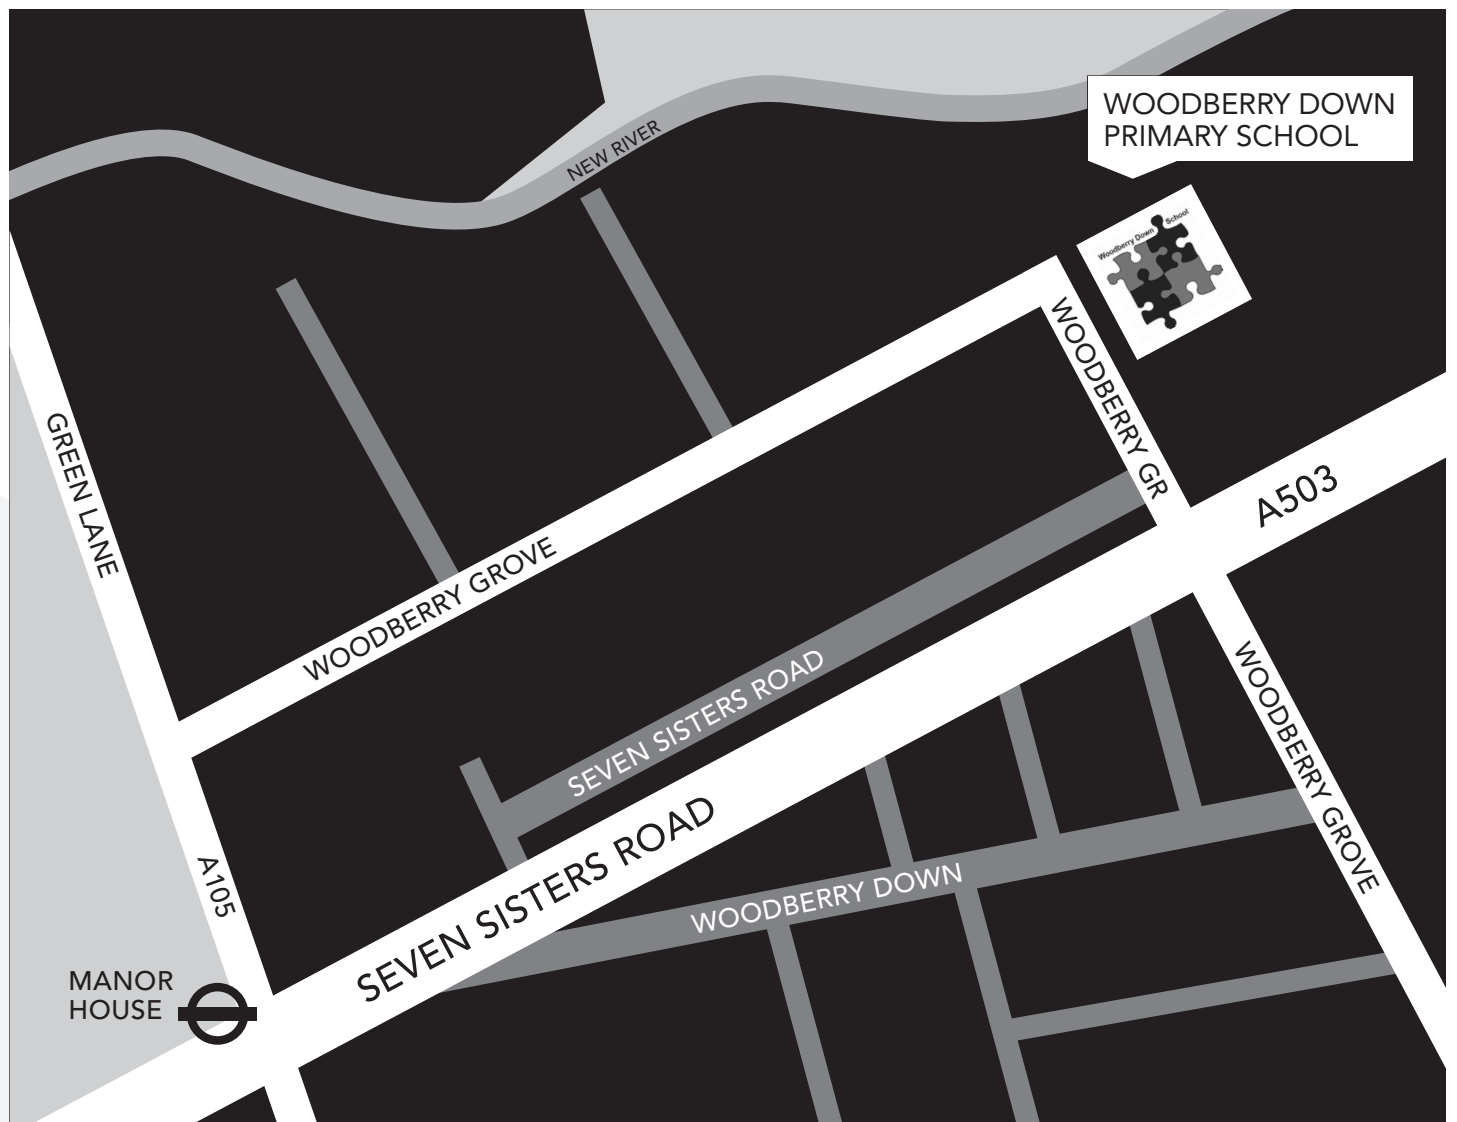 WOODBERRY DOWN
PRIMARY SCHOOL
NEW RIVER
Woodberry Down School
WOODBERRY GR
GREEN LANE
A503
WOODBERRY GROVE
SEVEN SISTERS ROAD
WOODBERRY GROVE
SEVEN SISTERS ROAD
A105
WOODBERRY DOWN
MANOR
HOUSE